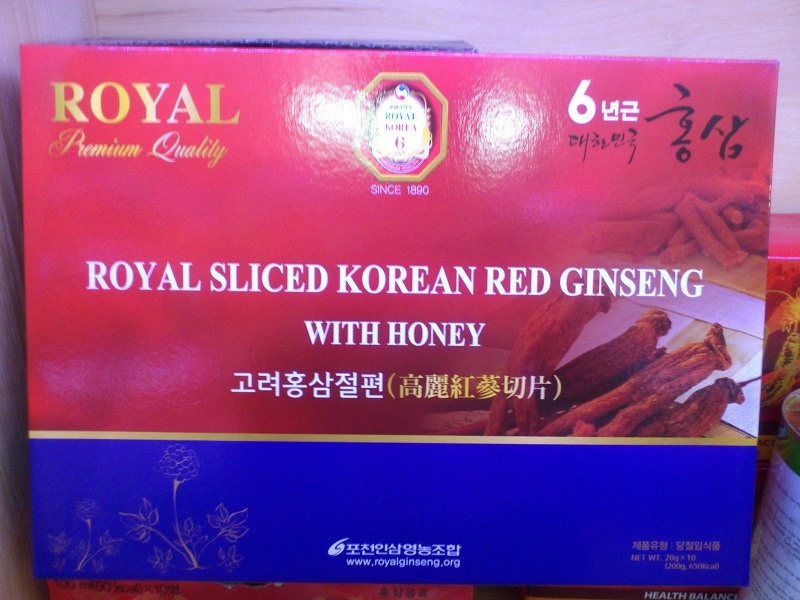 ROYAL
Premium Quality
ROYAL
KOREA
6
SINCE 1890
6년근
대한민국 홍삼
ROYAL SLICED KOREAN RED GINSENG
WITH HONEY
고려홍삼절편(高麗紅蔘切片)
포천인삼영농조합
www.royalginseng.org
제품유형 : 당절임식품
NET WT. 20g×10
(200g, 650Kcal)
HEALTH BALANC